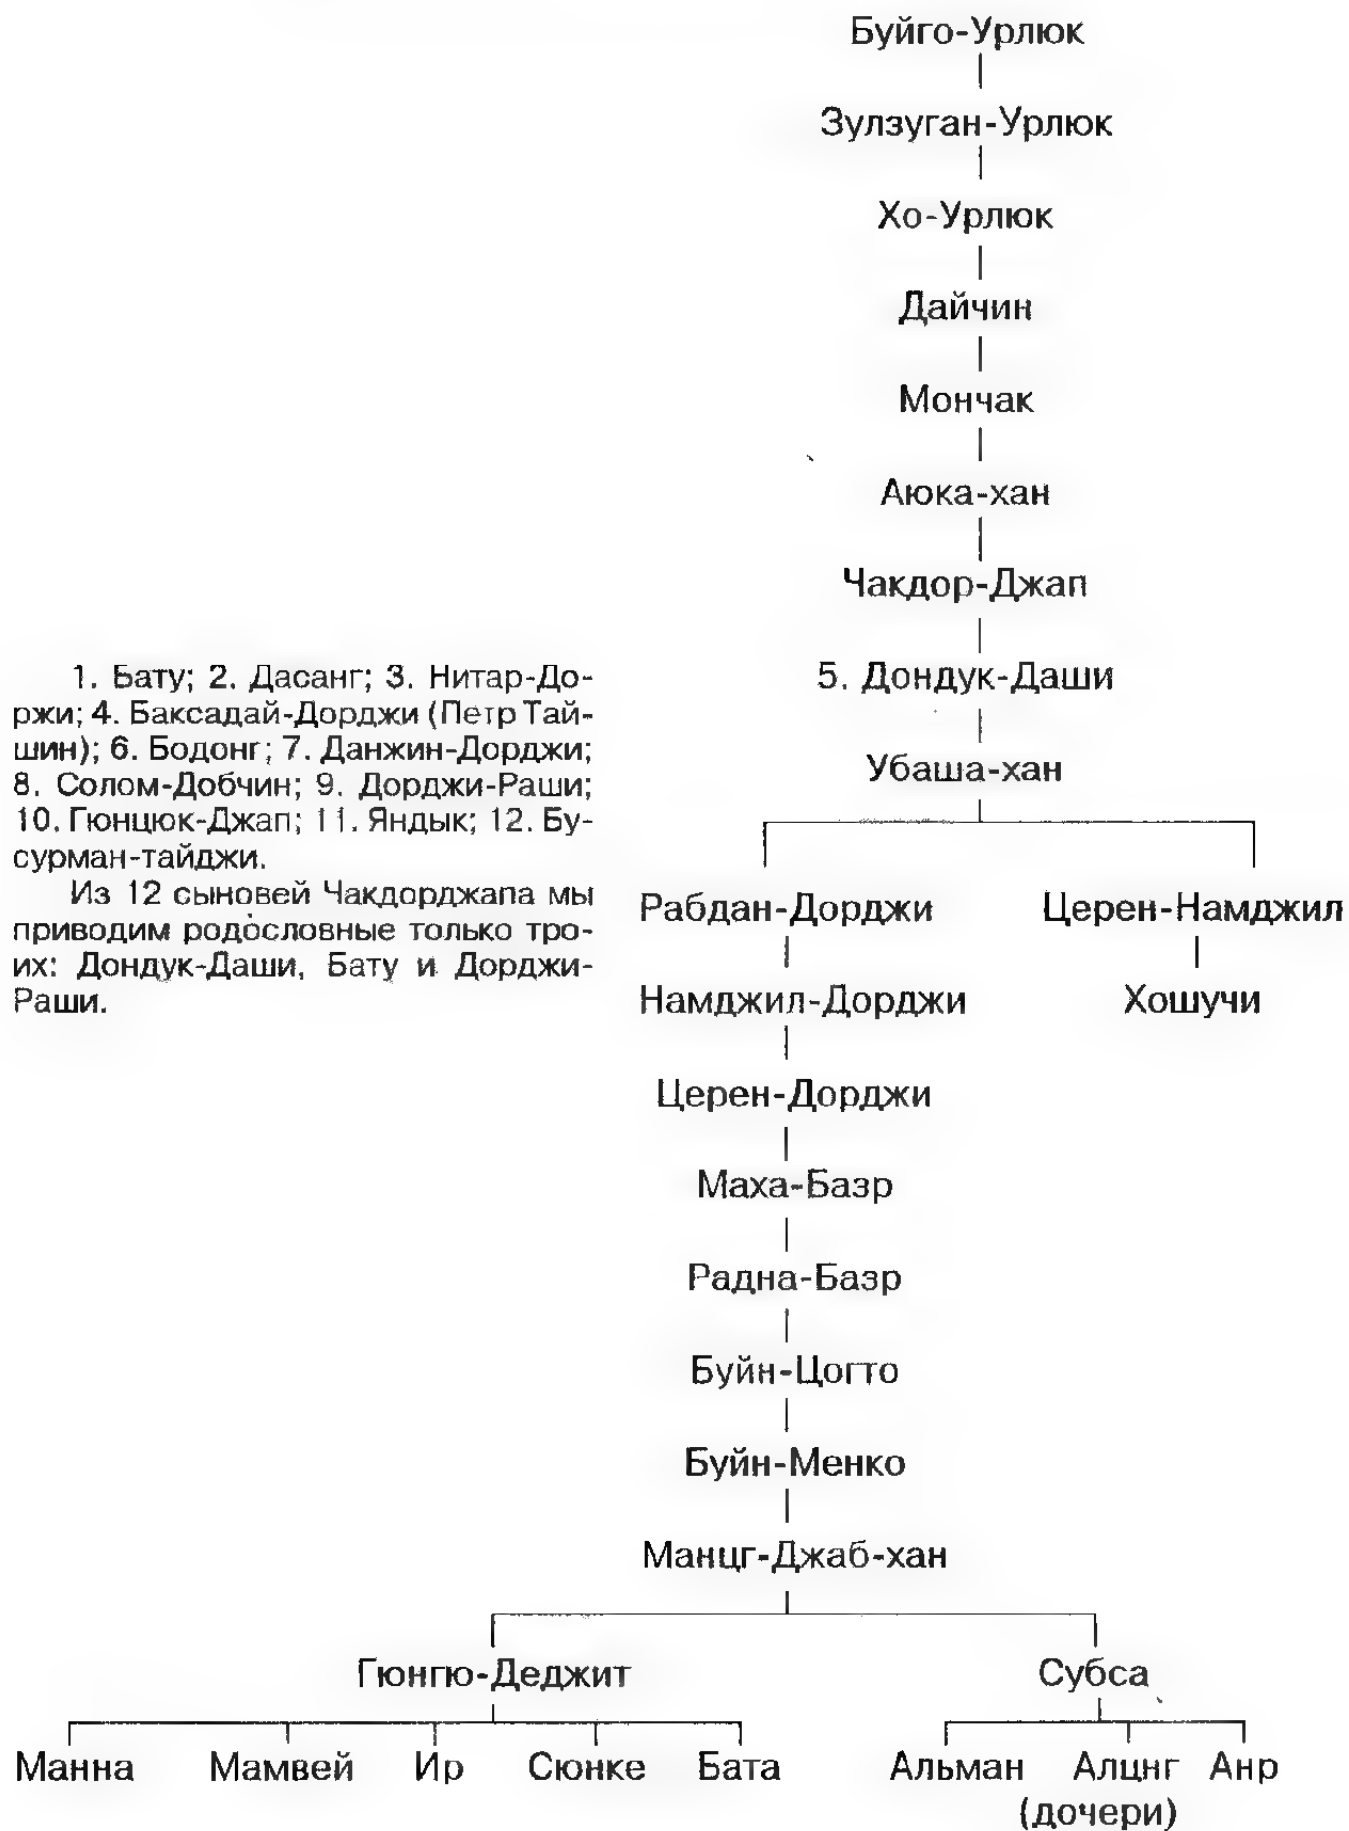 Буйго-Урлюк
Зулзуган-Урлюк
Хо-Урлюк
Дайчин
Мончак
Аюка-хан
Чакдор-Джап
5. Дондук-Даши
Убаша-хан
1. Бату; 2. Дасанг; 3. Нитар-До-
ржи; 4. Баксадай-Дорджи (Петр Тай-
шин); 6. Бодонг; 7. Данжин-Дорджи;
8. Солом-Добчин; 9. Дорджи-Раши;
10. Гюнцюк-Джап; 11. Яндык; 12. Бу-
сурман-тайджи.
Из 12 сыновей Чакдорджапа мы
приводим родословные только тро-
их: Дондук-Даши, Бату и Дорджи-
Раши.
Рабдан-Дорджи Церен-Намджил
Намджил-Дорджи Хошучи
Церен-Дорджи
Маха-Базр
Радна-Базр
Буйн-Цогто
Буйн-Менко
Манцг-Джаб-хан
Гюнгю-Деджит Субса
Манна Мамвей Ир Сюнке Бата Альман Алцнг Анр
(дочери)